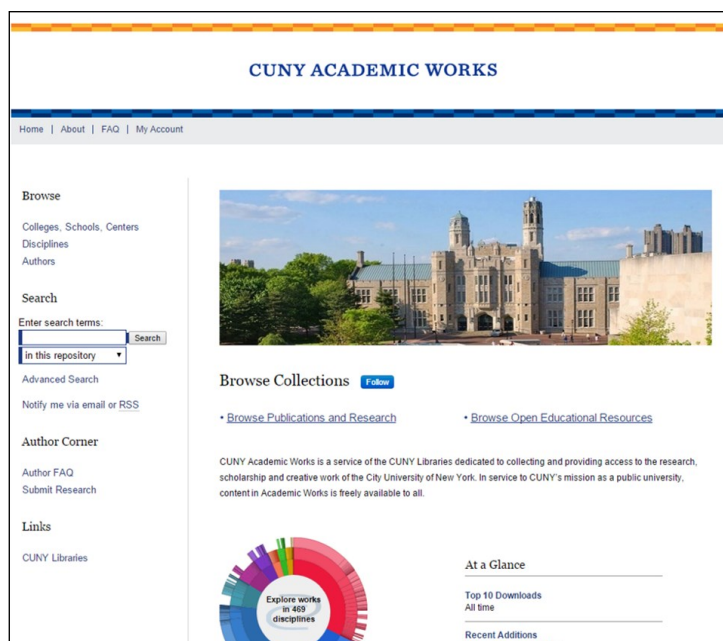 CUNY ACADEMIC WORKS
Home | About | FAQ | My Account
Browse
Colleges, Schools, Centers
Disciplines
Authors
Search
Enter search terms:
Search
in this repository
Advanced Search
Notify me via email or RSS
Author Corner
Author FAQ
Submit Research
Links
CUNY Libraries
Browse Collections Follow
• Browse Publications and Research
• Browse Open Educational Resources
CUNY Academic Works is a service of the CUNY Libraries dedicated to collecting and providing access to the research,
scholarship and creative work of the City University of New York. In service to CUNY's mission as a public university,
content in Academic Works is freely available to all.
Explore works
in 469
disciplines
At a Glance
Top 10 Downloads
All time
Recent Additions